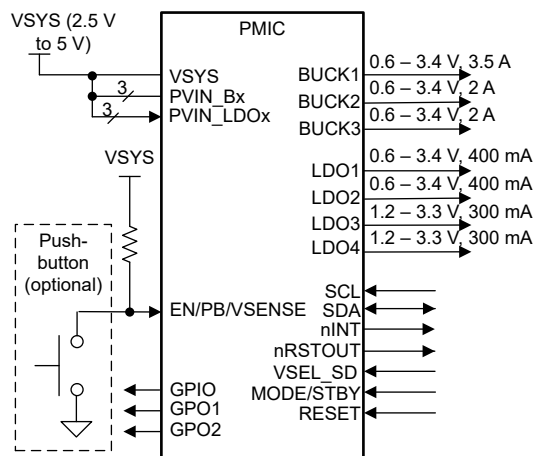 VSYS (2.5 V
to 5 V)
PMIC
VSYS
PVIN_Bx
PVIN_LDOx
3
3
BUCK1
0.6 – 3.4 V, 3.5 A
BUCK2
0.6 – 3.4 V, 2 A
BUCK3
0.6 – 3.4 V, 2 A
LDO1
0.6 – 3.4 V, 400 mA
LDO2
0.6 – 3.4 V, 400 mA
LDO3
1.2 – 3.3 V, 300 mA
LDO4
1.2 – 3.3 V, 300 mA
VSYS
Push-
button
(optional)
EN/PB/VSENSE
SCL
SDA
nINT
nRSTOUT
VSEL_SD
MODE/STBY
RESET
GPIO
GPO1
GPO2